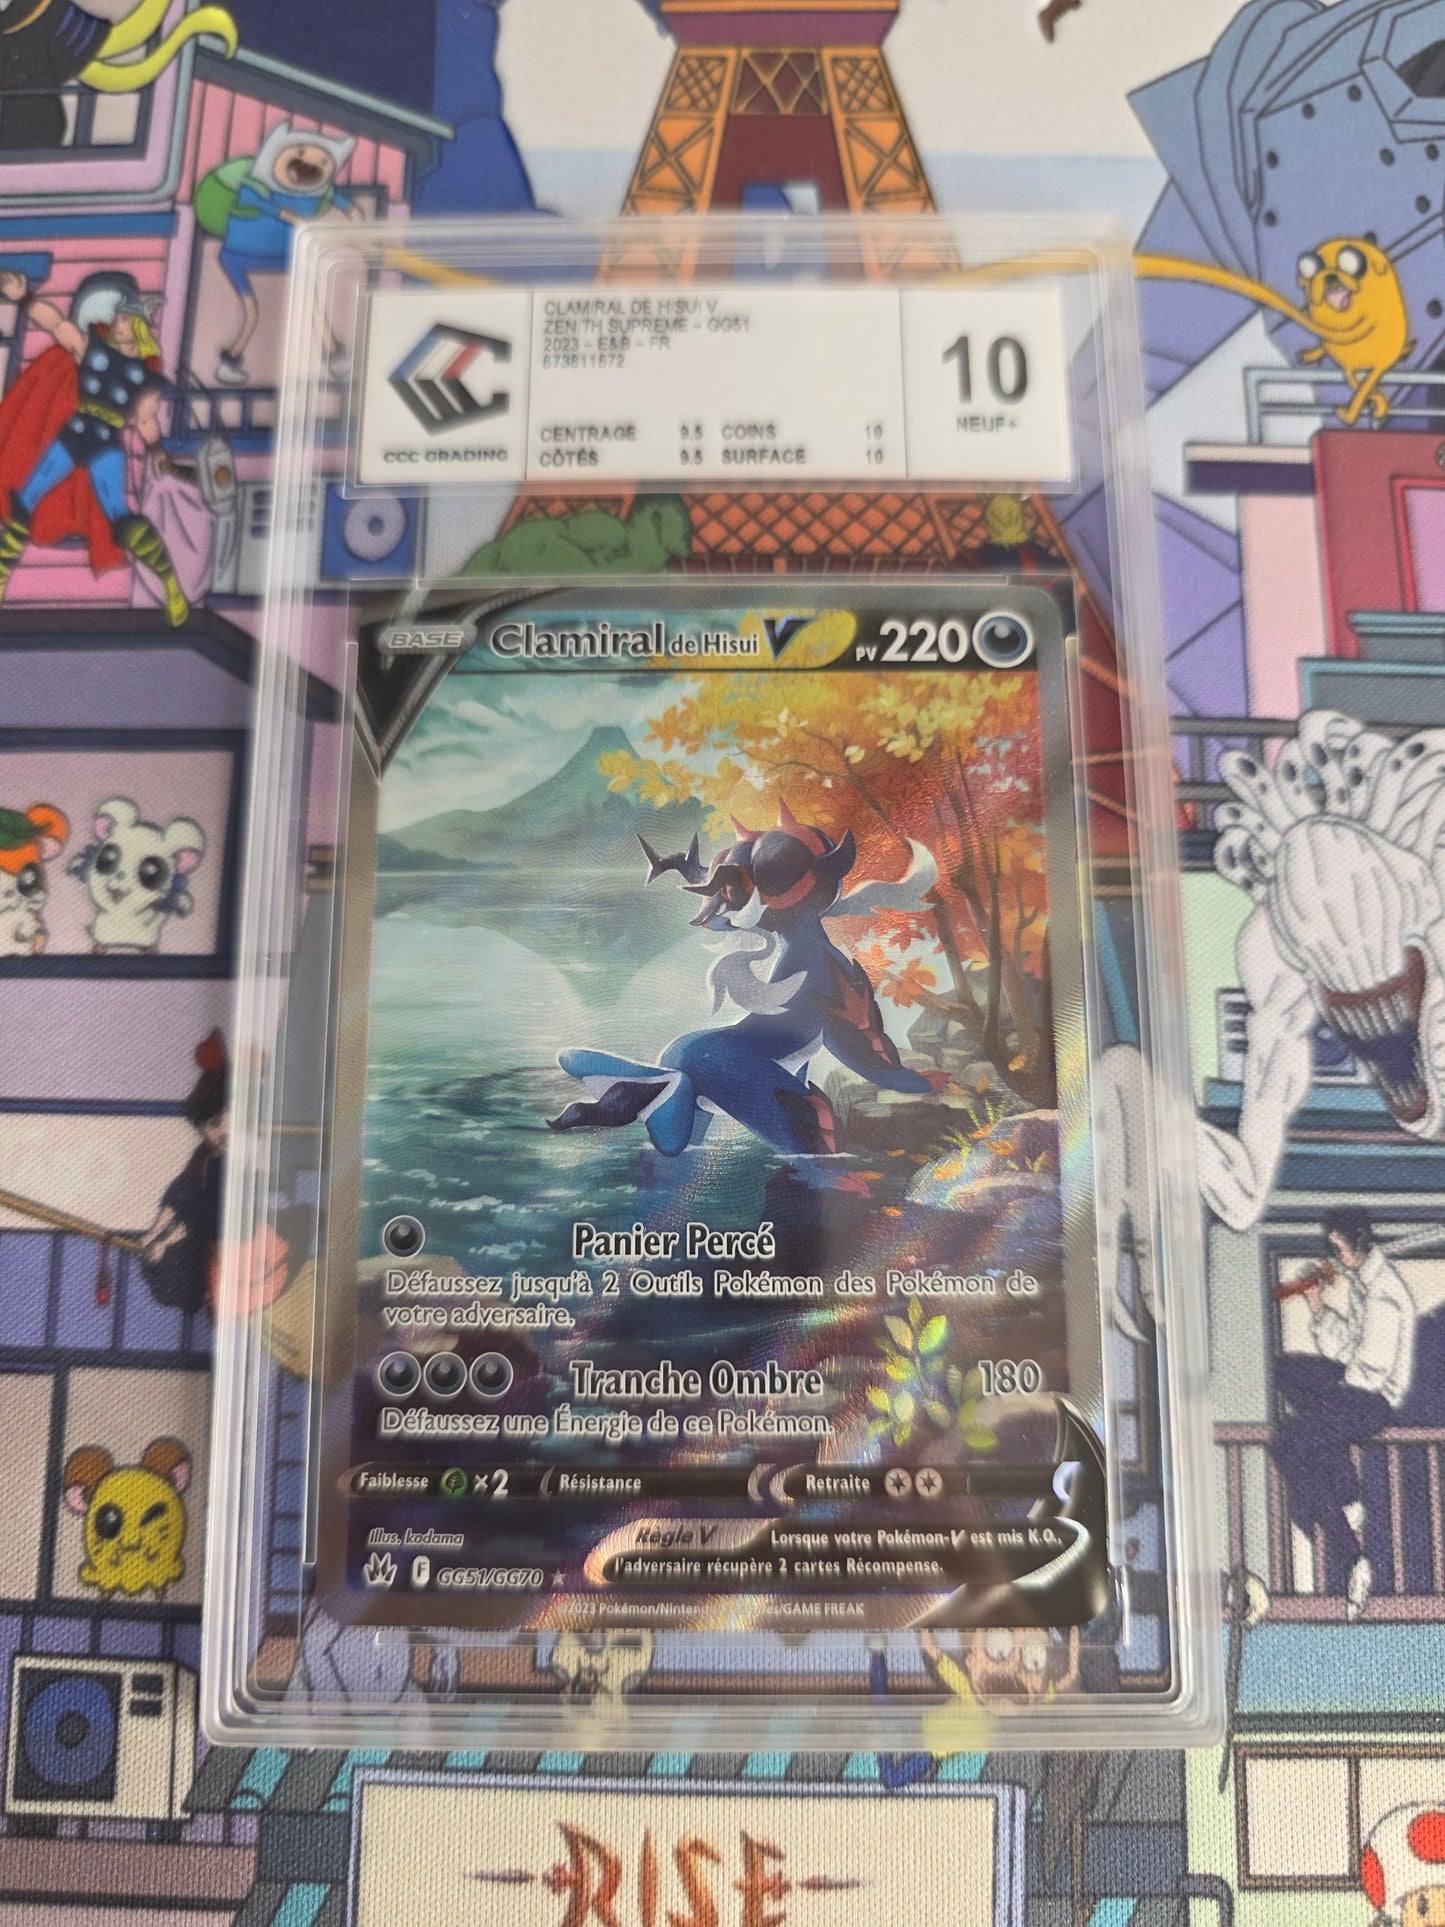 CLAMIRAL DE HISUI V
ZENITH SUPREME - GG51
2023 - E&B - FR
673811672
10
NEUF+
CENTRAGE 9.5 COINS 10
CÔTÉS 9.5 SURFACE 10
CCC GRADING
BASE Clamiral de Hisui V PV 220
Panier Percé
Défaussez jusqu'à 2 Outils Pokémon des Pokémon de
votre adversaire.
Tranche Ombre 180
Défaussez une Énergie de ce Pokémon.
Faiblesse ×2 Résistance Retraite
Illus. kodama
Règle V Lorsque votre Pokémon-V est mis K.O.,
l'adversaire récupère 2 cartes Récompense.
F GG51/GG70
©2023 Pokémon/Nintendo/Creatures/GAME FREAK
RISE